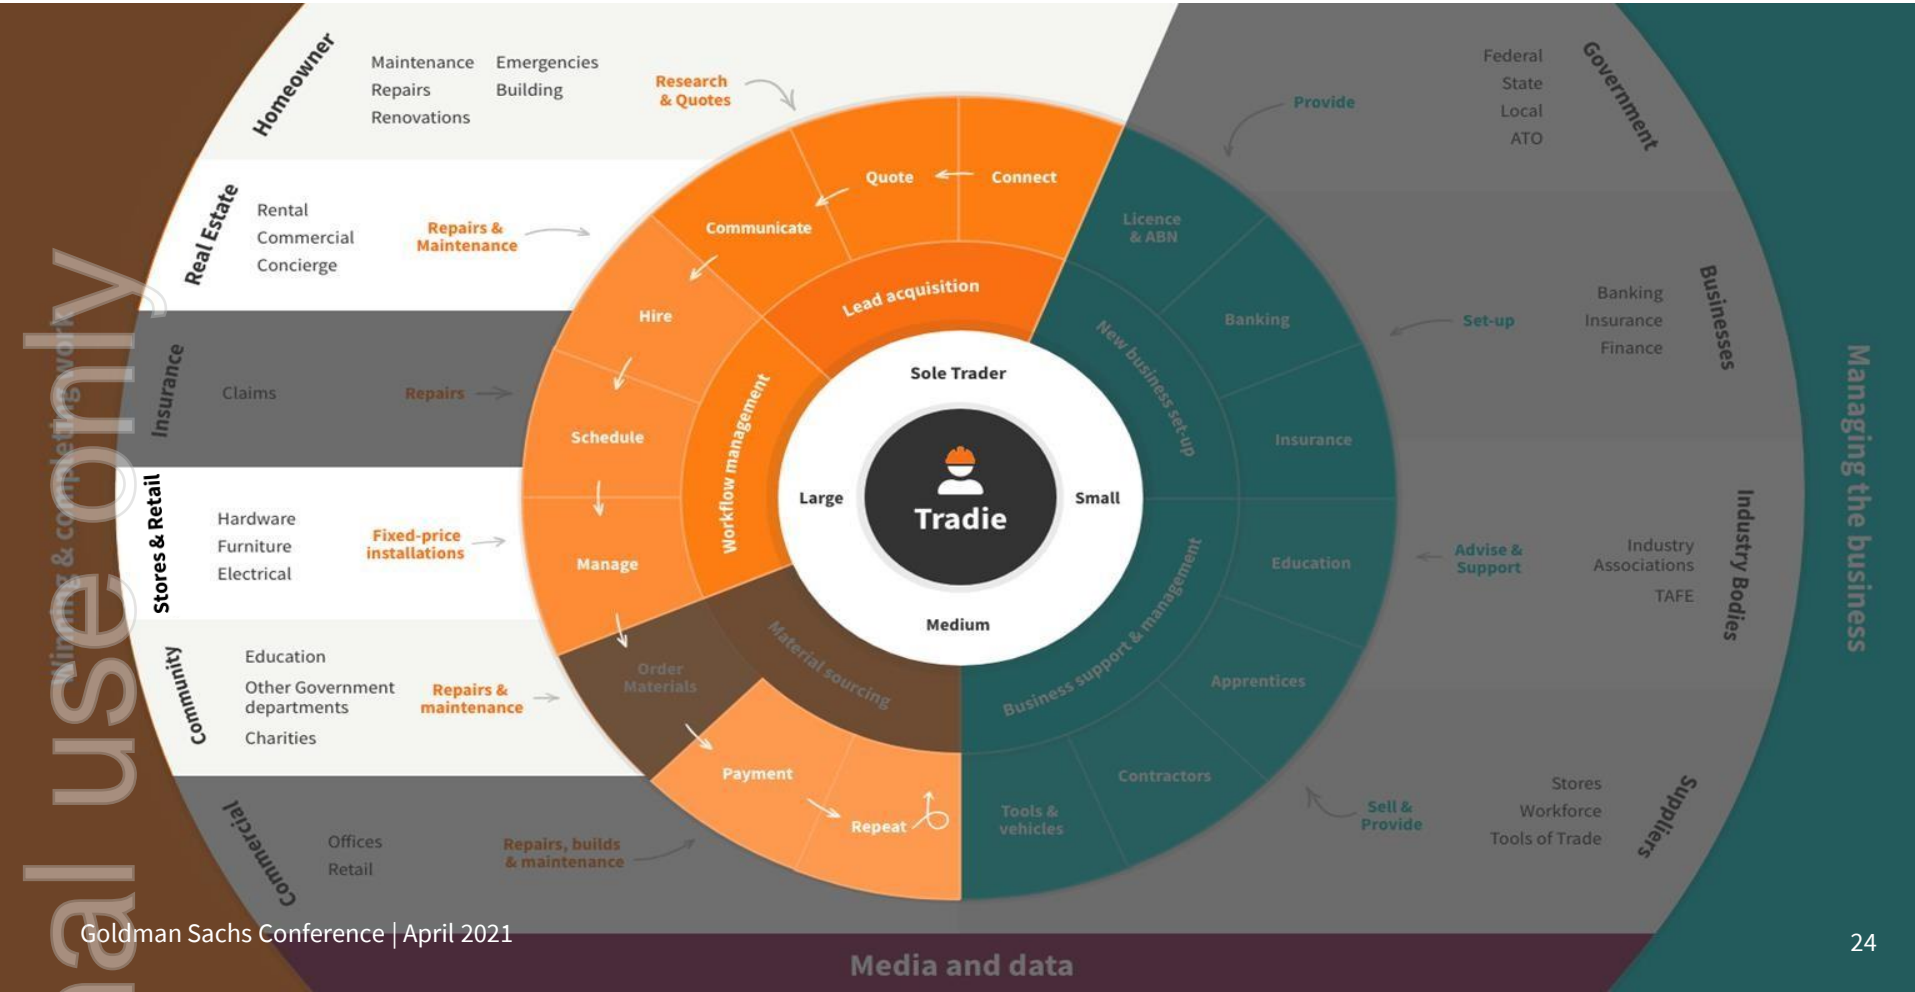 Homeowner
Maintenance
Repairs
Renovations
Emergencies
Building
Research
& Quotes
Real Estate
Rental
Commercial
Concierge
Repairs &
Maintenance
Insurance
Claims
Repairs
Stores & Retail
Hardware
Furniture
Electrical
Fixed-price
installations
Community
Education
Other Government
departments
Charities
Repairs &
maintenance
Commercial
Offices
Retail
Repairs, builds
& maintenance
Winning & completing work
nal use only
Connect
Quote
Communicate
Hire
Schedule
Manage
Order
Materials
Payment
Repeat
Lead acquisition
Workflow management
Material sourcing
Sole Trader
Large
Small
Medium
Tradie
New business set-up
Business support & management
Licence
& ABN
Banking
Insurance
Education
Apprentices
Contractors
Tools &
vehicles
Provide
Federal
State
Local
ATO
Government
Set-up
Banking
Insurance
Finance
Businesses
Advise &
Support
Industry
Associations
TAFE
Industry Bodies
Sell &
Provide
Stores
Workforce
Tools of Trade
Suppliers
Managing the business
Media and data
Goldman Sachs Conference | April 2021
24